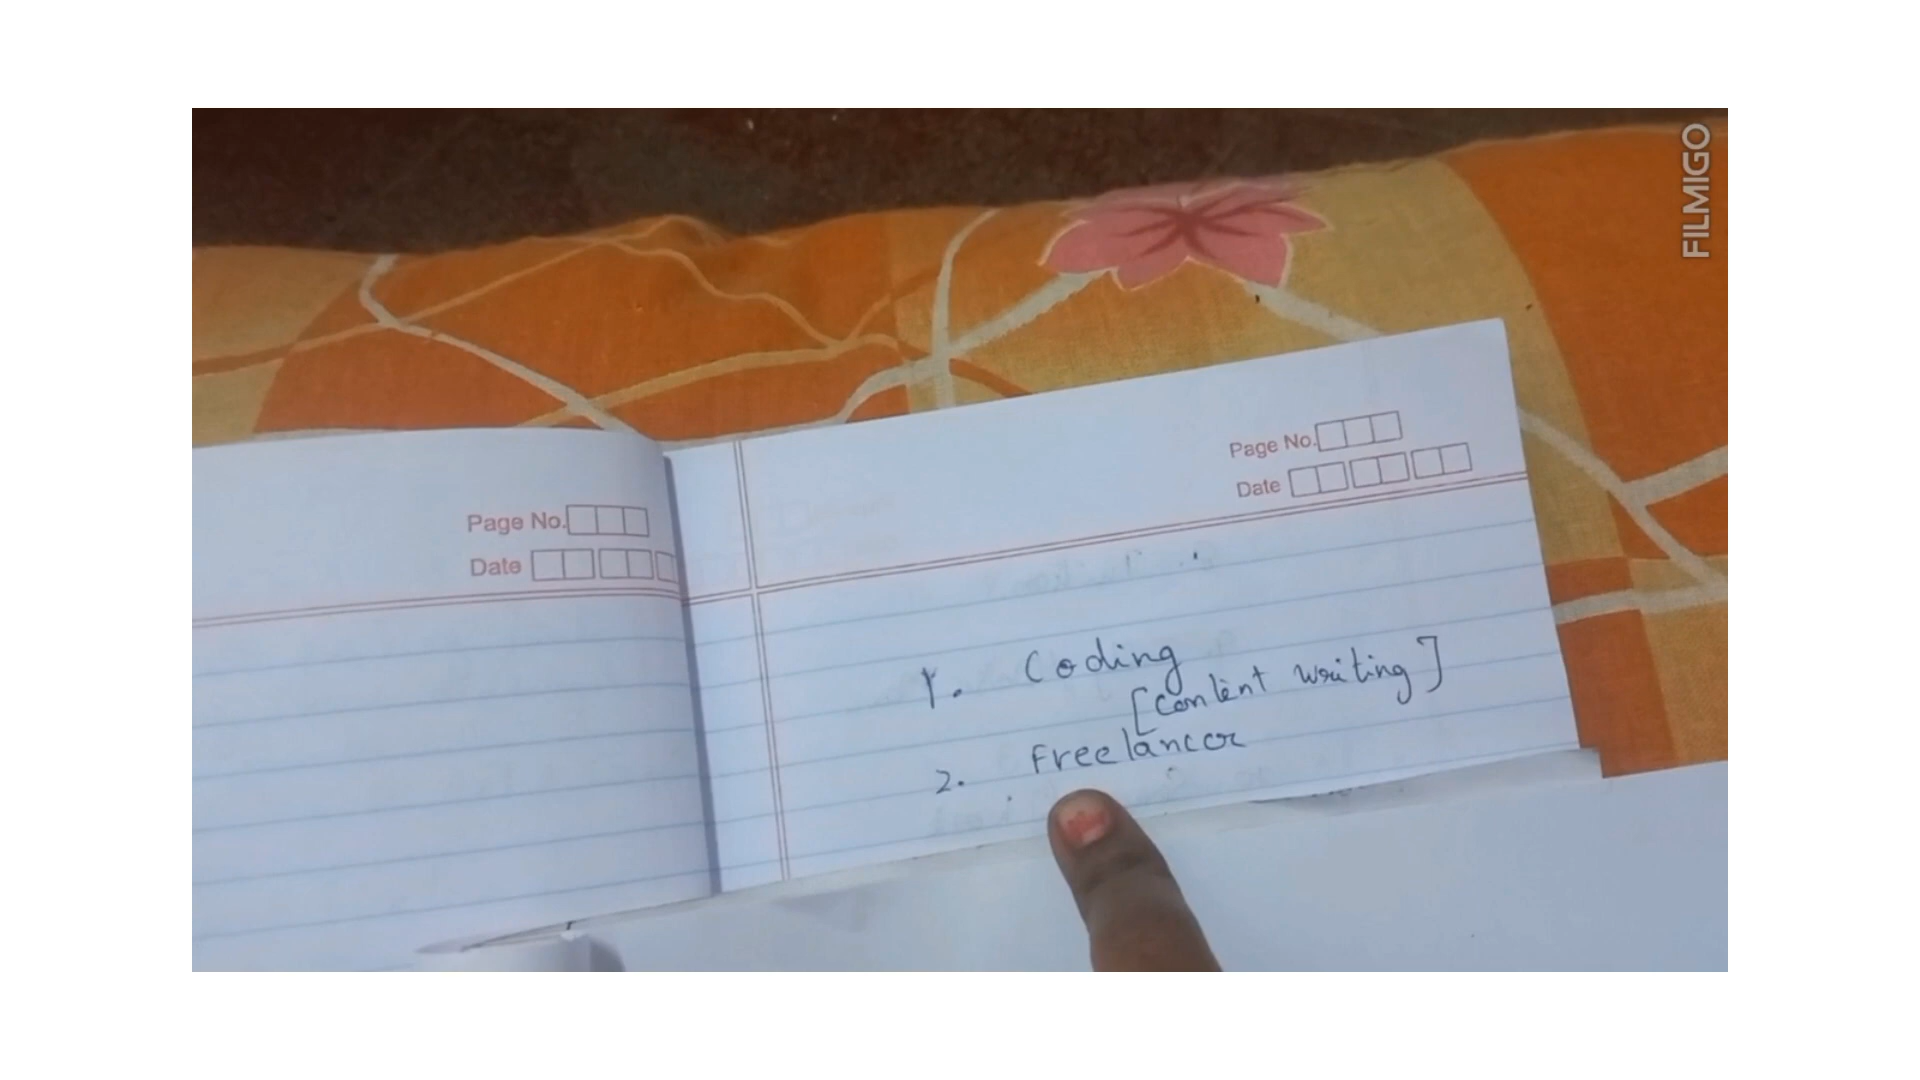 FILMIGO
Page No.
Date
Page No.
Date
1. Coding
[Content writing]
2. Freelancer